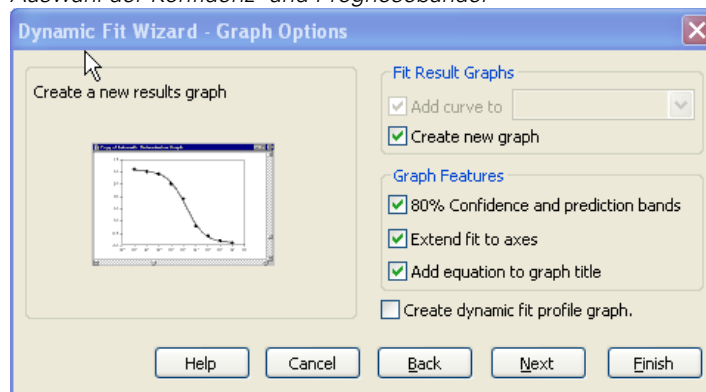 Auswahl der Konfidenz- und Prognosebänder
Dynamic Fit Wizard - Graph Options
Create a new results graph
Fit Result Graphs
Add curve to
Create new graph
Graph Features
80% Confidence and prediction bands
Extend fit to axes
Add equation to graph title
Create dynamic fit profile graph.
Help
Cancel
Back
Next
Finish